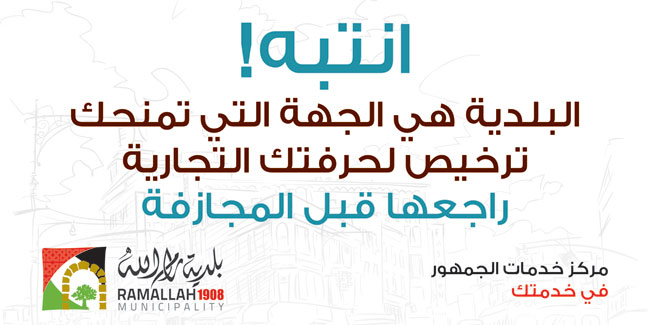 انتبه!
البلدية هي الجهة التي تمنحك
ترخيص لحرفتك التجارية
راجعها قبل المجازفة
مركز خدمات الجمهور
في خدمتك
بلدية رام الله
RAMALLAH 1908
MUNICIPALITY